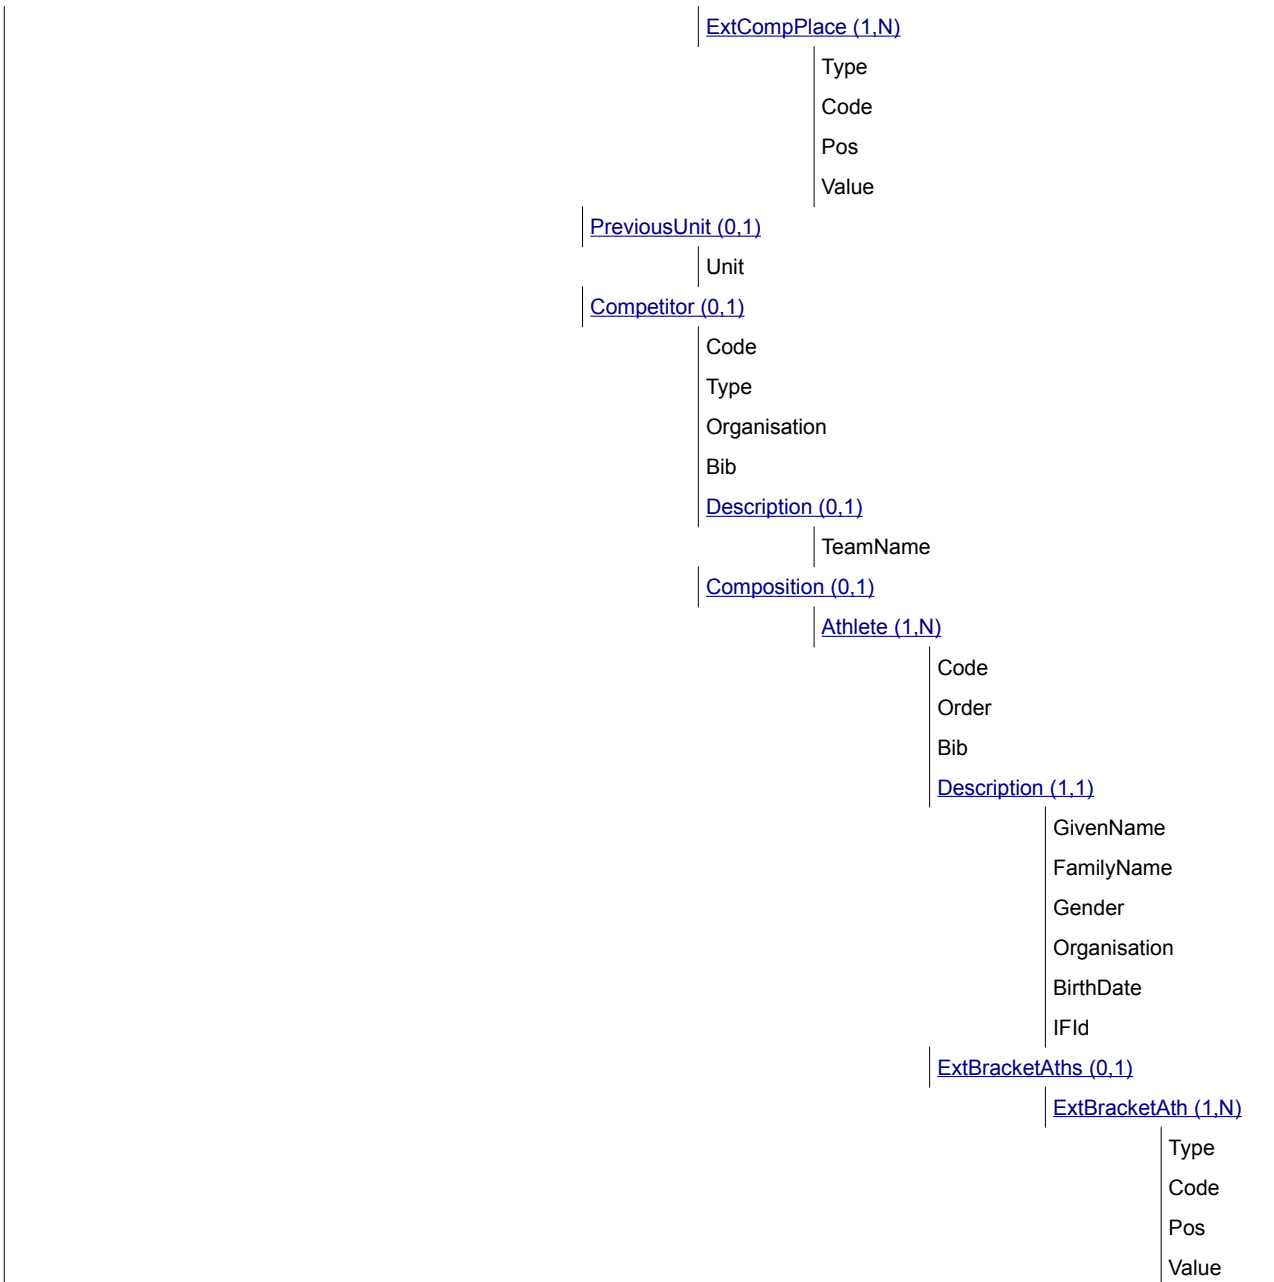 ExtCompPlace (1,N)
Type
Code
Pos
Value
PreviousUnit (0,1)
Unit
Competitor (0,1)
Code
Type
Organisation
Bib
Description (0,1)
TeamName
Composition (0,1)
Athlete (1,N)
Code
Order
Bib
Description (1,1)
GivenName
FamilyName
Gender
Organisation
BirthDate
IFId
ExtBracketAths (0,1)
ExtBracketAth (1,N)
Type
Code
Pos
Value